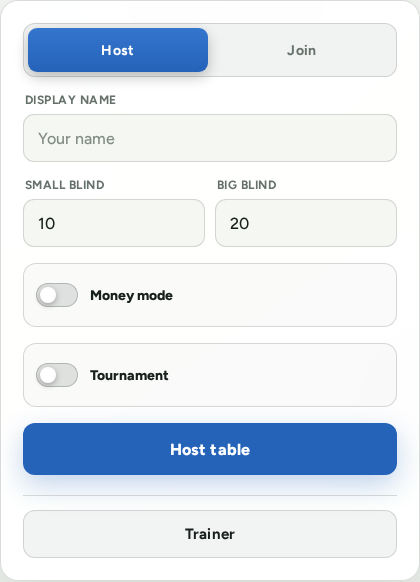 Host Join
DISPLAY NAME
Your name
SMALL BLIND BIG BLIND
10 20
Money mode
Tournament
Host table
Trainer